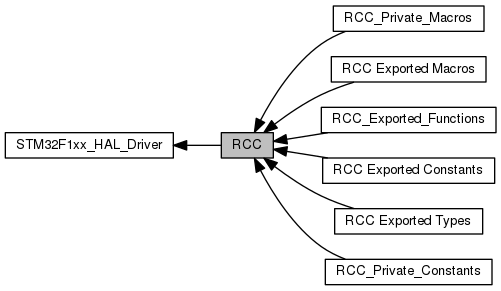 RCC_Private_Macros
RCC Exported Macros
RCC_Exported_Functions
STM32F1xx_HAL_Driver
RCC
RCC Exported Constants
RCC Exported Types
RCC_Private_Constants